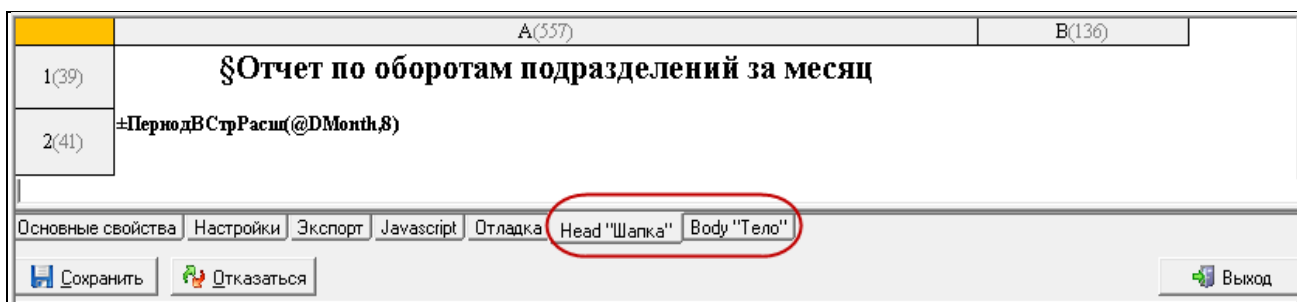 A(557) B(136)
1(39) §Отчет по оборотам подразделений за месяц
2(41) ±ПериодВСтрРасш(@DMonth,8)
Основные свойства Настройки Экспорт Javascript Отладка Head "Шапка" Body "Тело"
Сохранить Отказаться Выход